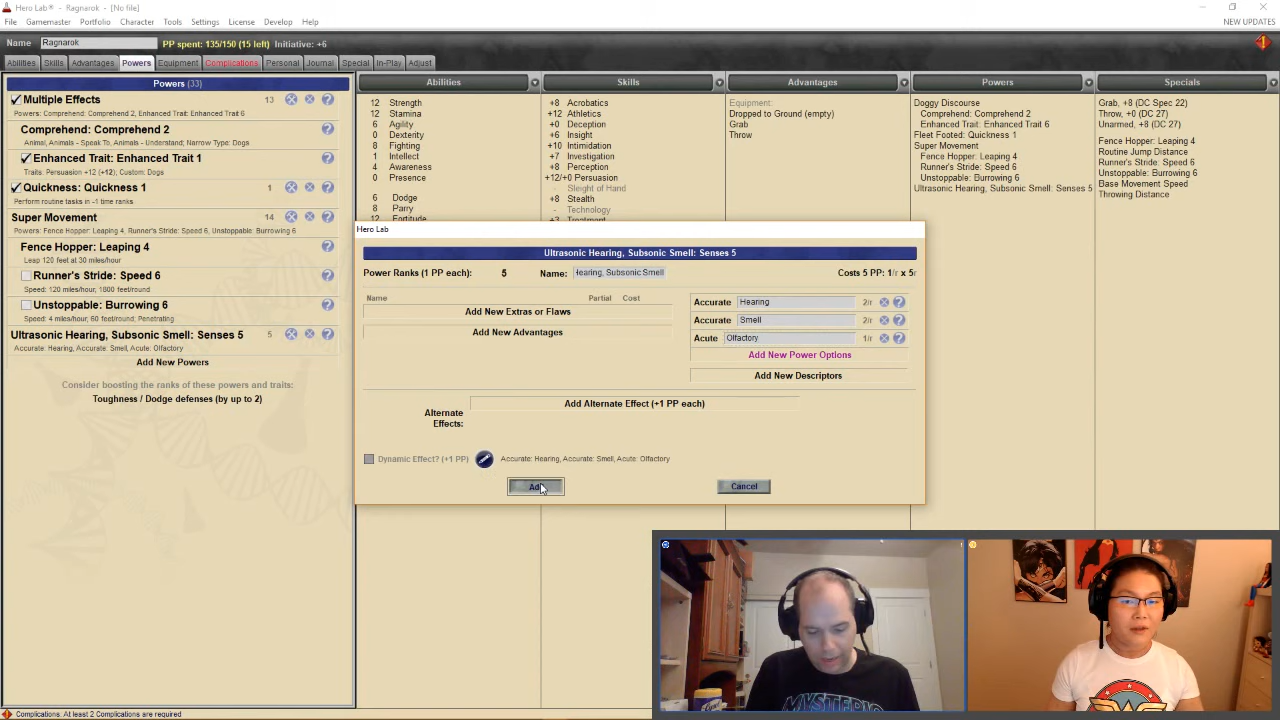 Hero Lab® - Ragnarok - [No file]
File Gamemaster Portfolio Character Tools Settings License Develop Help
NEW UPDATES
Name Ragnarok PP spent: 135/150 (15 left) Initiative: +6
Abilities Skills Advantages Powers Equipment Complications Personal Journal Special In-Play Adjust
Powers (33)
Multiple Effects 13
Powers: Comprehend: Comprehend 2, Enhanced Trait: Enhanced Trait 6
Comprehend: Comprehend 2
Animal, Animals - Speak To, Animals - Understand; Narrow Type: Dogs
Enhanced Trait: Enhanced Trait 1
Traits: Persuasion +12 (+12); Custom: Dogs
Quickness: Quickness 1 1
Perform routine tasks in -1 time ranks
Super Movement 14
Powers: Fence Hopper: Leaping 4, Runner's Stride: Speed 6, Unstoppable: Burrowing 6
Fence Hopper: Leaping 4
Leap 120 feet at 30 miles/hour
Runner's Stride: Speed 6
Speed: 120 miles/hour, 1800 feet/round
Unstoppable: Burrowing 6
Speed: 4 miles/hour, 60 feet/round; Penetrating
Ultrasonic Hearing, Subsonic Smell: Senses 5 5
Accurate: Hearing, Accurate: Smell, Acute: Olfactory
Add New Powers
Consider boosting the ranks of these powers and traits:
Toughness / Dodge defenses (by up to 2)
Abilities
12 Strength
12 Stamina
6 Agility
0 Dexterity
8 Fighting
1 Intellect
4 Awareness
0 Presence
6 Dodge
8 Parry
12 Fortitude
Skills
+8 Acrobatics
+12 Athletics
+0 Deception
+6 Insight
+10 Intimidation
+7 Investigation
+8 Perception
+12/+0 Persuasion
- Sleight of Hand
+8 Stealth
- Technology
+3 Treatment
Advantages
Equipment:
Dropped to Ground (empty)
Grab
Throw
Powers
Doggy Discourse
Comprehend: Comprehend 2
Enhanced Trait: Enhanced Trait 6
Fleet Footed: Quickness 1
Super Movement
Fence Hopper: Leaping 4
Runner's Stride: Speed 6
Unstoppable: Burrowing 6
Ultrasonic Hearing, Subsonic Smell: Senses 5
Specials
Grab, +8 (DC Spec 22)
Throw, +0 (DC 27)
Unarmed, +8 (DC 27)
Fence Hopper: Leaping 4
Routine Jump Distance
Runner's Stride: Speed 6
Unstoppable: Burrowing 6
Base Movement Speed
Throwing Distance
Hero Lab
Ultrasonic Hearing, Subsonic Smell: Senses 5
Power Ranks (1 PP each): 5 Name: Hearing, Subsonic Smell Costs 5 PP: 1/r x 5r
Name Partial Cost
Add New Extras or Flaws
Add New Advantages
Accurate Hearing 2/r
Accurate Smell 2/r
Acute Olfactory 1/r
Add New Power Options
Add New Descriptors
Alternate Effects:
Add Alternate Effect (+1 PP each)
Dynamic Effect? (+1 PP) Accurate: Hearing, Accurate: Smell, Acute: Olfactory
Add Cancel
Complications: At least 2 Complications are required